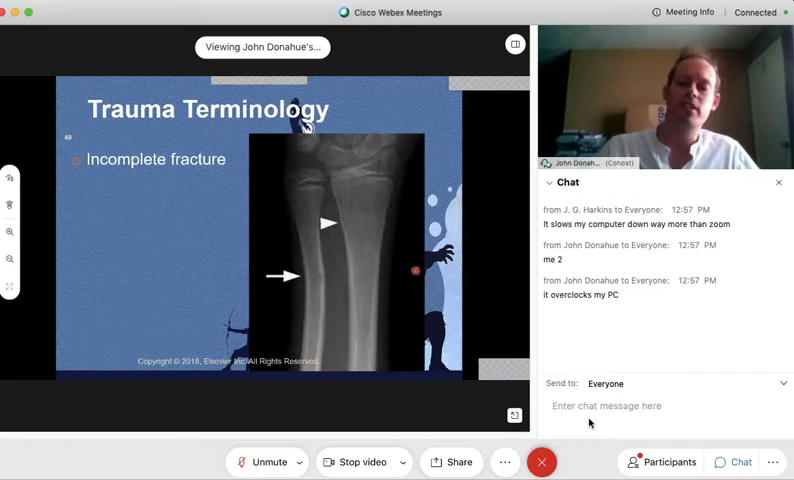 Cisco Webex Meetings
Meeting Info
Connected
Viewing John Donahue's...
Trauma Terminology
49
Incomplete fracture
Copyright © 2018, Elsevier Inc. All Rights Reserved.
John Donah... (Cohost)
Chat
from J. G. Harkins to Everyone: 12:57 PM
It slows my computer down way more than zoom
from John Donahue to Everyone: 12:57 PM
me 2
from John Donahue to Everyone: 12:57 PM
it overclocks my PC
Send to: Everyone
Enter chat message here
Unmute
Stop video
Share
Participants
Chat